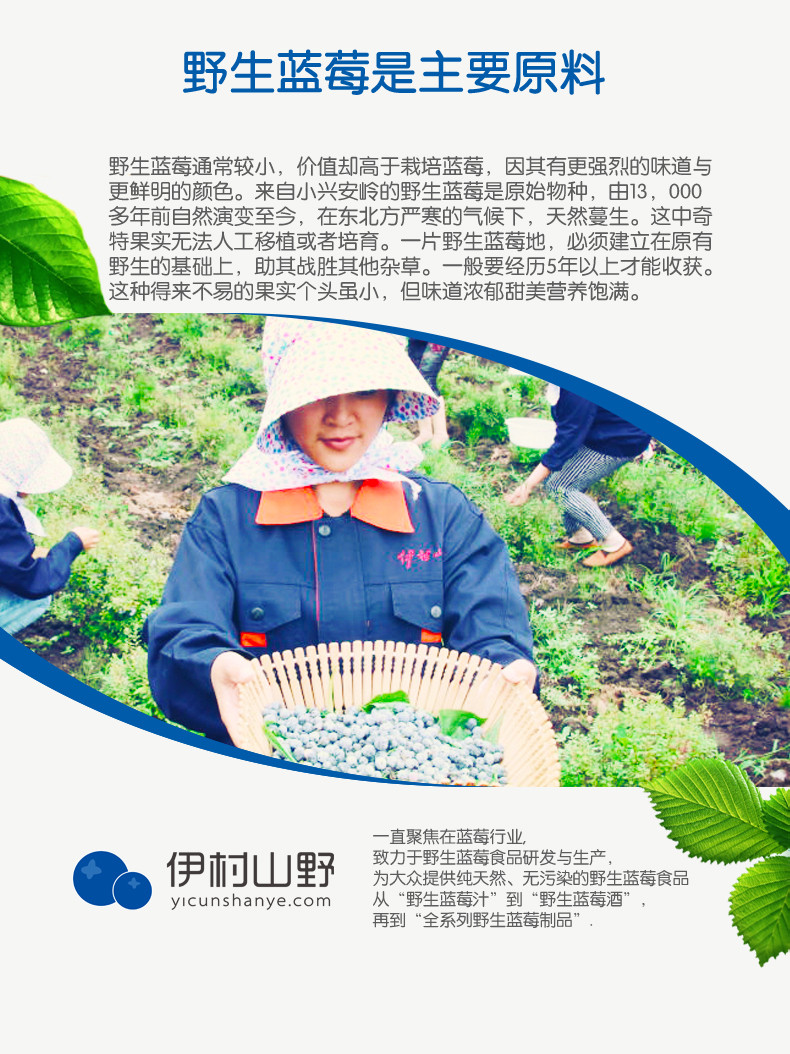 野生蓝莓是主要原料
野生蓝莓通常较小，价值却高于栽培蓝莓，因其有更强烈的味道与
更鲜明的颜色。来自小兴安岭的野生蓝莓是原始物种，由13，000
多年前自然演变至今，在东北方严寒的气候下，天然蔓生。这中奇
特果实无法人工移植或者培育。一片野生蓝莓地，必须建立在原有
野生的基础上，助其战胜其他杂草。一般要经历5年以上才能收获。
这种得来不易的果实个头虽小，但味道浓郁甜美营养饱满。
伊村山
伊村山野
yicunshanye.com
一直聚焦在蓝莓行业，
致力于野生蓝莓食品研发与生产，
为大众提供纯天然、无污染的野生蓝莓食品
从“野生蓝莓汁”到“野生蓝莓酒”，
再到“全系列野生蓝莓制品”.